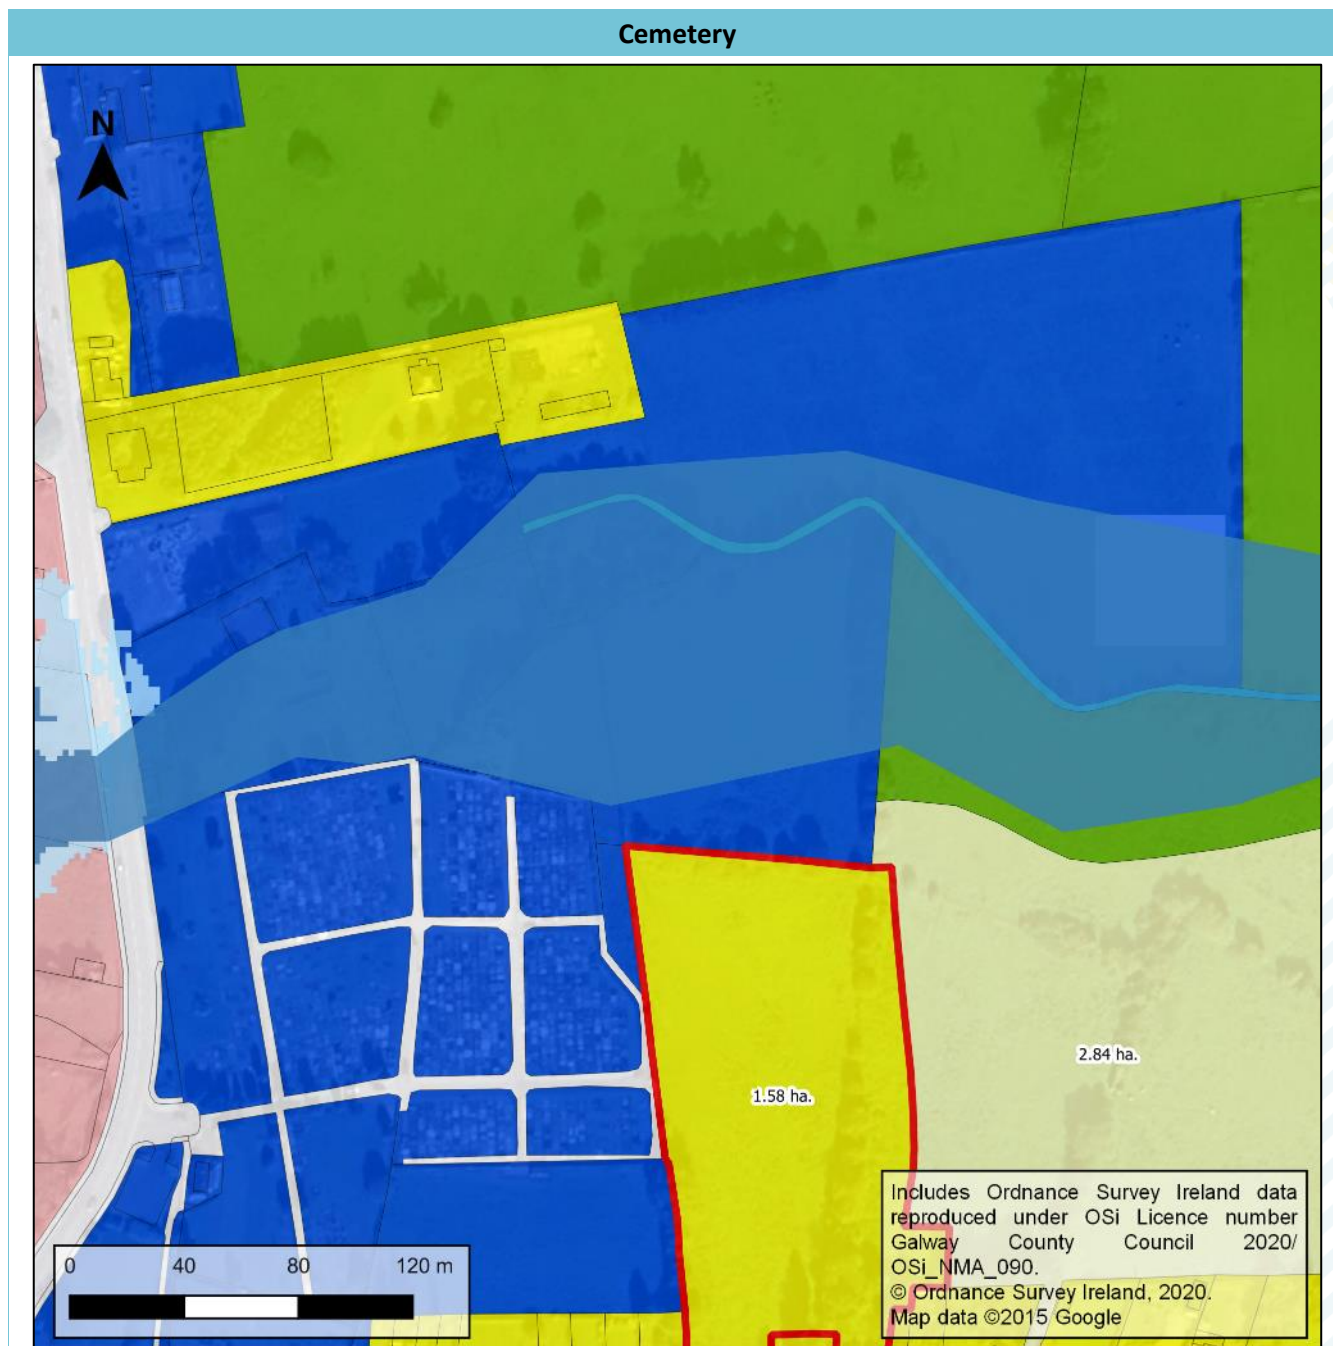 Cemetery
N
2.84 ha.
1.58 ha.
0 40 80 120 m
Includes Ordnance Survey Ireland data
reproduced under OSi Licence number
Galway County Council 2020/
OSi_NMA_090.
© Ordnance Survey Ireland, 2020.
Map data ©2015 Google